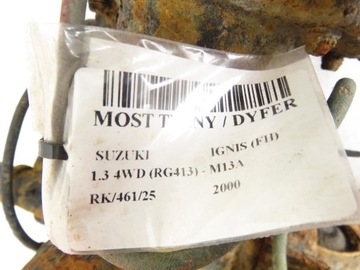 MOST TYLNY / DYFER
SUZUKI IGNIS (FH)
1.3 4WD (RG413) - M13A
RK/461/25 2000